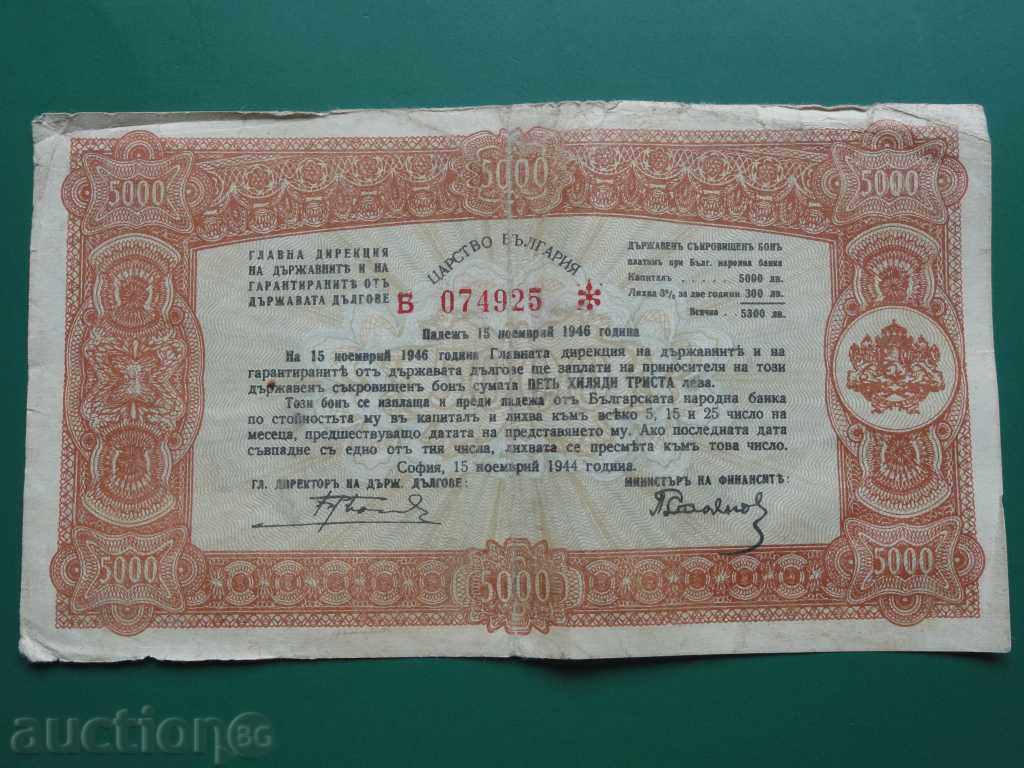 5000 5000 5000
ГЛАВНА ДИРЕКЦИЯ
НА ДЪРЖАВНИТѢ И НА
ГАРАНТИРАНИТѢ ОТЪ
ДЪРЖАВАТА ДЪЛГОВЕ
ЦАРСТВО БЪЛГАРИЯ
Б 074925 *
ДЪРЖАВЕНЪ СЪКРОВИЩЕНЪ БОНЪ
платимъ при Бълг. народна банка
Капиталъ . . . . . 5000 лв.
Лихва 3% за две години 300 лв.
Всичко . 5300 лв.
Падежъ 15 ноемврий 1946 година
На 15 ноемврий 1946 година Главната дирекция на държавнитѣ и на
гарантиранитѣ отъ държавата дългове ще заплати на приносителя на този
държавенъ съкровищенъ бонъ сумата ПЕТЬ ХИЛЯДИ ТРИСТА лева.
Този бонъ се изплаща и преди падежа отъ Българската народна банка
по стойностьта му въ капиталъ и лихва къмъ всѣко 5, 15 и 25 число на
месеца, предшествуващо датата на представянето му. Ако последната дата
съвпадне съ едно отъ тия числа, лихвата се пресмѣта къмъ това число.
София, 15 ноемврий 1944 година.
ГЛ. ДИРЕКТОРЪ НА ДЪРЖ. ДЪЛГОВЕ:
МИНИСТЪРЪ НА ФИНАНСИТѢ:
5000 5000 5000
auctionBG